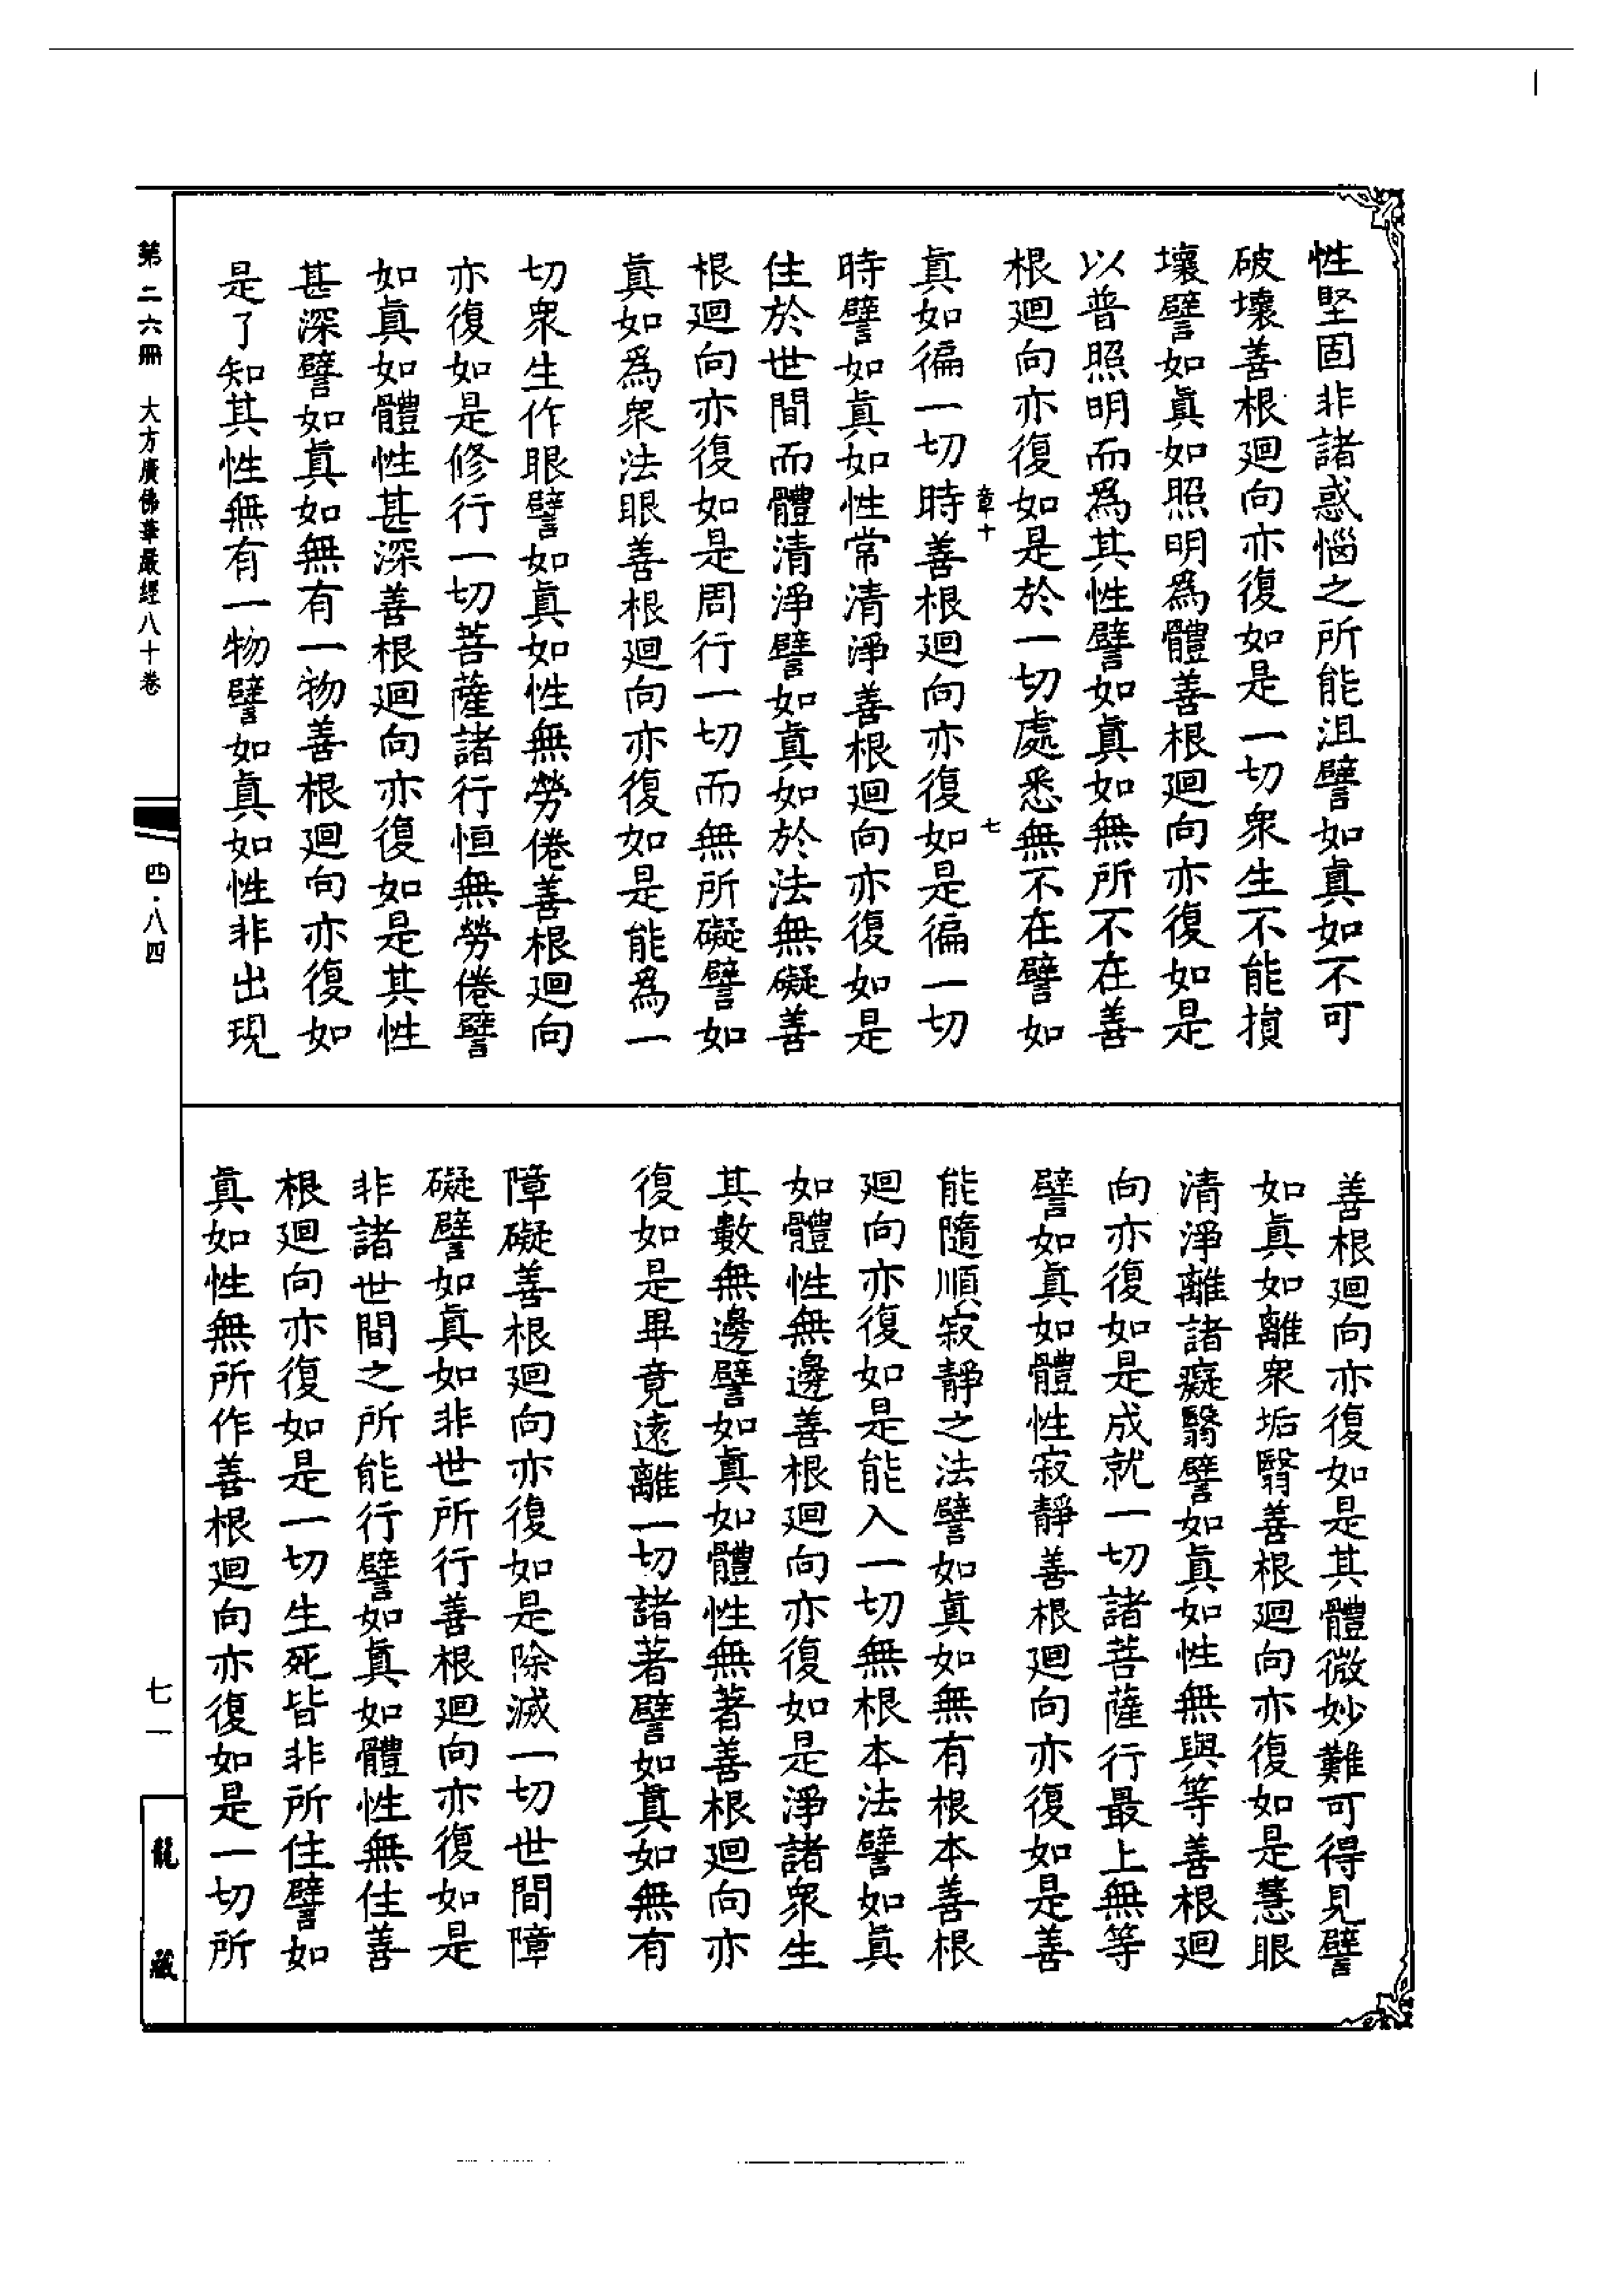 性堅固非諸惑惱之所能沮譬如真如不可
破壞善根迴向亦復如是一切衆生不能損
壞譬如真如照明爲體善根迴向亦復如是
以普照明而爲其性譬如真如無所不在善
根迴向亦復如是於一切處悉無不在譬如
章十 七
真如徧一切時善根迴向亦復如是徧一切
時譬如真如性常清淨善根迴向亦復如是
住於世間而體清淨譬如真如於法無礙善
根迴向亦復如是周行一切而無所礙譬如
真如爲衆法眼善根迴向亦復如是能爲一
切衆生作眼譬如真如性無勞倦善根迴向
亦復如是修行一切菩薩諸行恒無勞倦譬
如真如體性甚深善根迴向亦復如是其性
甚深譬如真如無有一物善根迴向亦復如
是了知其性無有一物譬如真如性非出現
善根迴向亦復如是其體微妙難可得見譬
如真如離衆垢翳善根迴向亦復如是慧眼
清淨離諸癡翳譬如真如性無與等善根迴
向亦復如是成就一切諸菩薩行最上無等
譬如真如體性寂靜善根迴向亦復如是善
能隨順寂靜之法譬如真如無有根本善根
迴向亦復如是能入一切無根本法譬如真
如體性無邊善根迴向亦復如是淨諸衆生
其數無邊譬如真如體性無著善根迴向亦
復如是畢竟遠離一切諸著譬如真如無有
障礙善根迴向亦復如是除滅一切世間障
礙譬如真如非世所行善根迴向亦復如是
非諸世間之所能行譬如真如體性無住善
根迴向亦復如是一切生死皆非所住譬如
真如性無所作善根迴向亦復如是一切所
第二六冊 大方廣佛華嚴經八十卷
四·八四
七一
龍藏